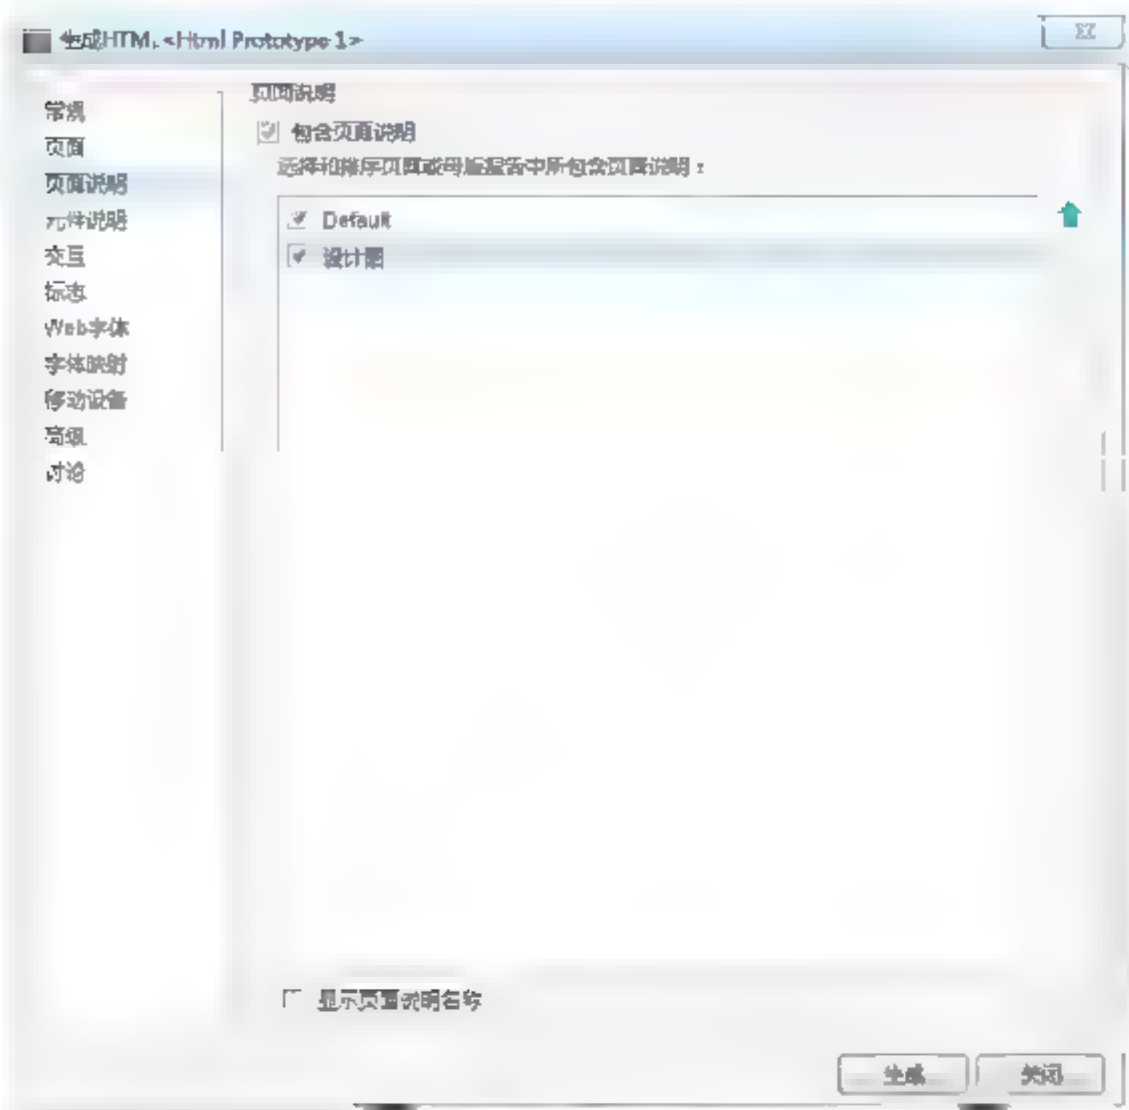 生成HTML <Html Prototype 1>
常规
页面
页面说明
元件说明
交互
标志
Web字体
字体映射
移动设备
高级
讨论
页面说明
包含页面说明
选择和排序页面或母版报告中所包含页面说明：
Default
设计图
显示页面说明名称
生成
关闭